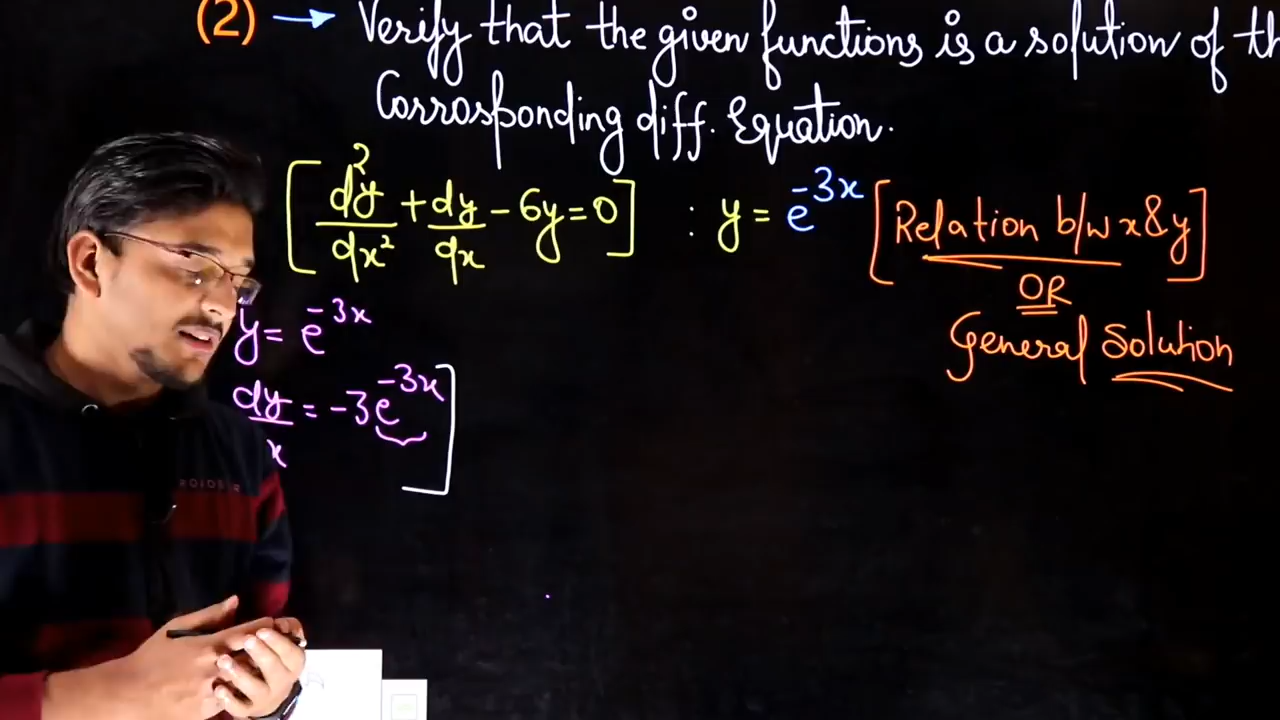 (2) → Verify that the given functions is a solution of th
Corrosponding diff. Equation.
[d²y/dx² + dy/dx - 6y = 0] : y = e^-3x [Relation b/w x & y]
OR
General Solution
y = e^-3x
dy/x = -3e^-3x]